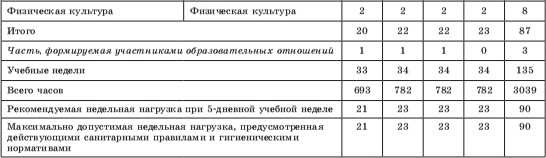 Физическая культура Физическая культура 2 2 2 2 8
Итого 20 22 22 23 87
Часть, формируемая участниками образовательных отношений 1 1 1 0 3
Учебные недели 33 34 34 34 135
Всего часов 693 782 782 782 3039
Рекомендуемая недельная нагрузка при 5-дневной учебной неделе 21 23 23 23 90
Максимально допустимая недельная нагрузка, предусмотренная 21 23 23 23 90
действующими санитарными правилами и гигиеническими
нормативами